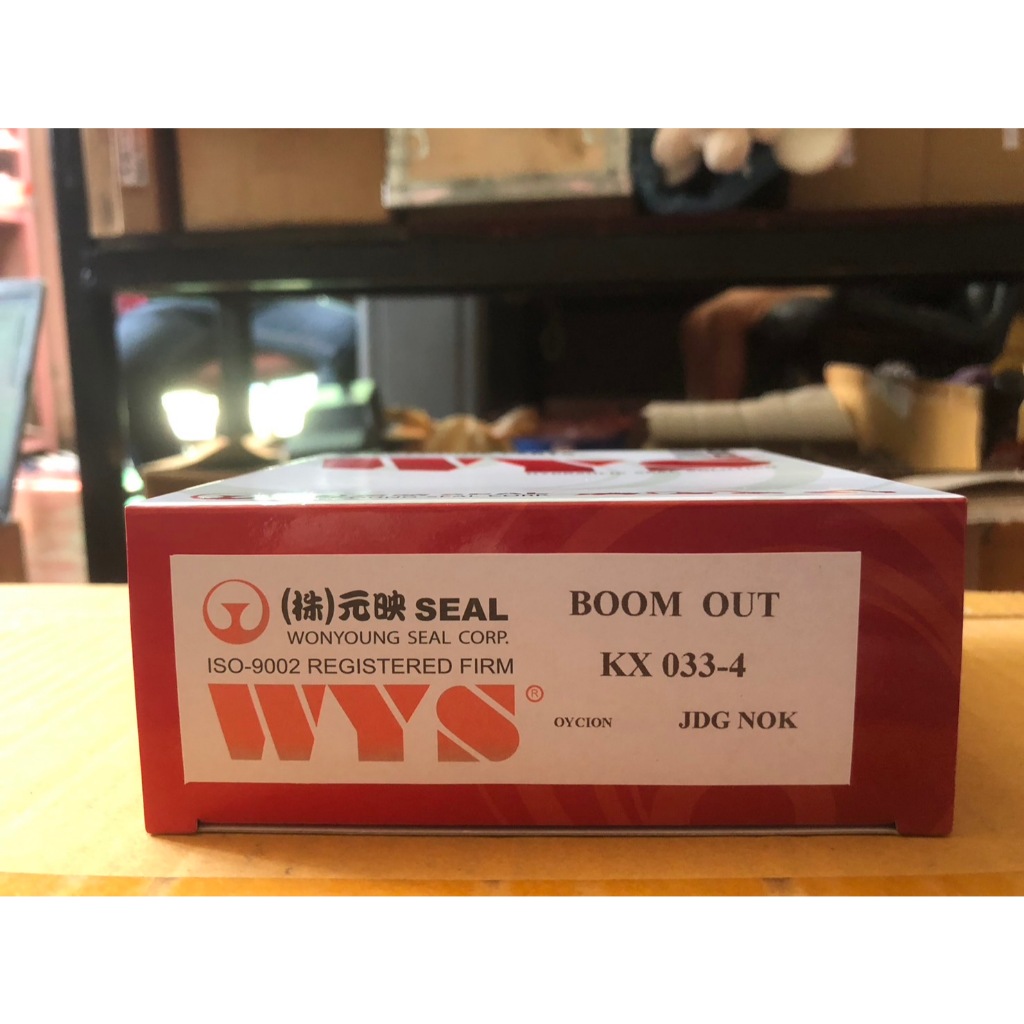 WYS
(株)元映 SEAL
WONYOUNG SEAL CORP.
ISO-9002 REGISTERED FIRM
WYS®
BOOM OUT
KX 033-4
OYCION JDG NOK